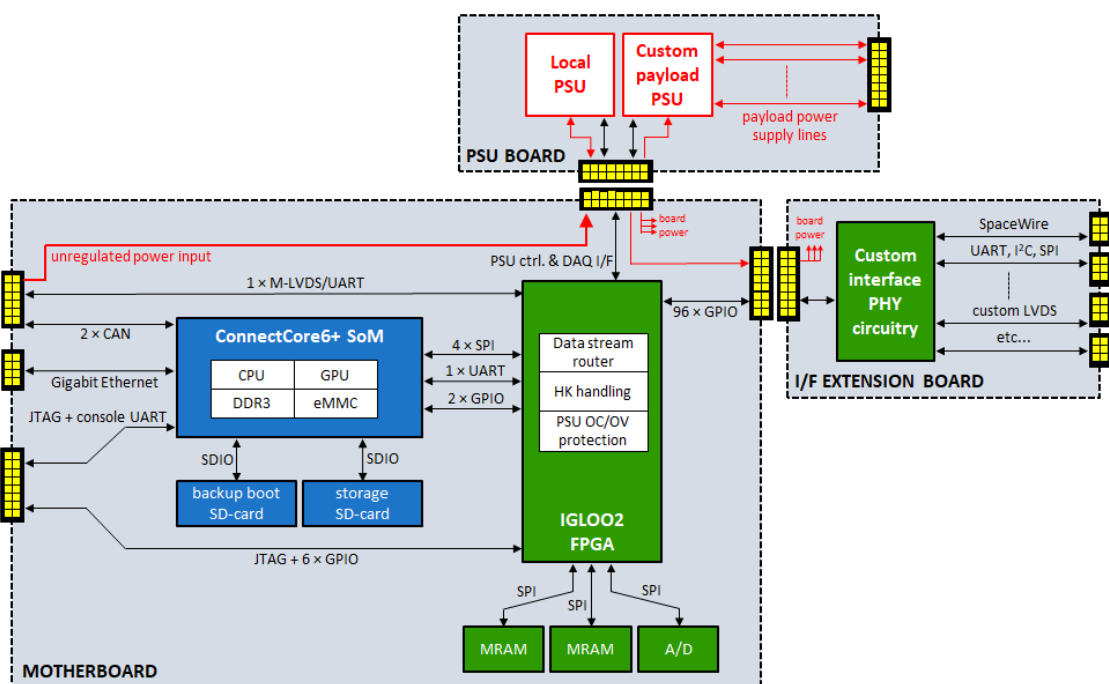 Local
PSU
Custom
payload
PSU
payload power
supply lines
PSU BOARD
board
power
unregulated power input
PSU ctrl. & DAQ I/F
1 × M-LVDS/UART
2 × CAN
Gigabit Ethernet
JTAG + console UART
ConnectCore6+ SoM
CPU
GPU
DDR3
eMMC
4 × SPI
1 × UART
2 × GPIO
SDIO
SDIO
backup boot
SD-card
storage
SD-card
JTAG + 6 × GPIO
Data stream
router
HK handling
PSU OC/OV
protection
IGLOO2
FPGA
96 × GPIO
SPI
SPI
SPI
MRAM
MRAM
A/D
MOTHERBOARD
board
power
Custom
interface
PHY
circuitry
SpaceWire
UART, I²C, SPI
custom LVDS
etc...
I/F EXTENSION BOARD